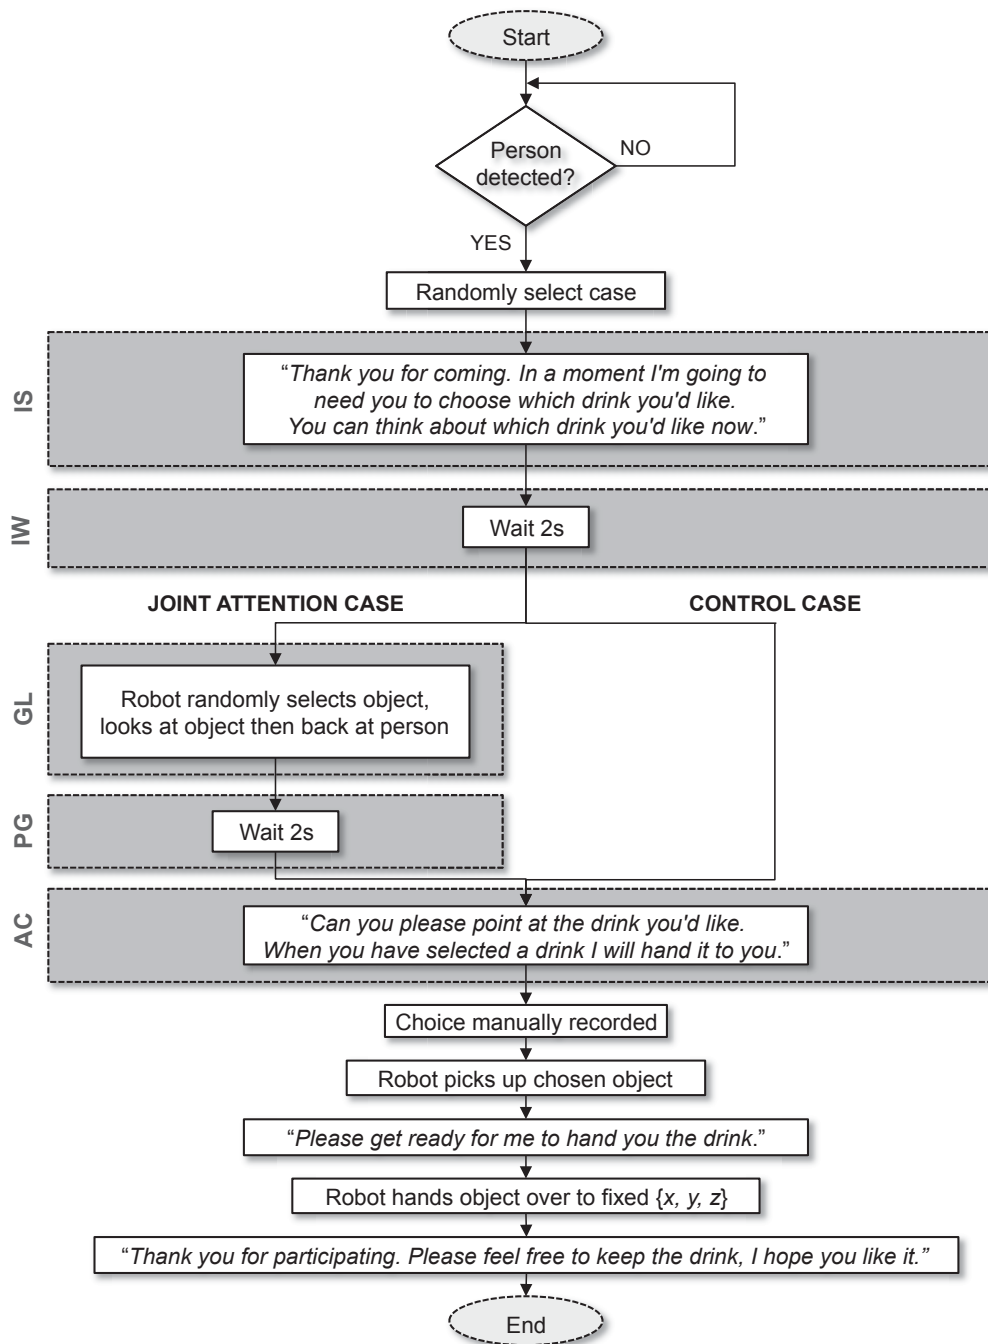 Start
Person
detected?
NO
YES
Randomly select case
IS
“Thank you for coming. In a moment I'm going to
need you to choose which drink you'd like.
You can think about which drink you'd like now.”
IW
Wait 2s
JOINT ATTENTION CASE
CONTROL CASE
GL
Robot randomly selects object,
looks at object then back at person
PG
Wait 2s
AC
“Can you please point at the drink you'd like.
When you have selected a drink I will hand it to you.”
Choice manually recorded
Robot picks up chosen object
“Please get ready for me to hand you the drink.”
Robot hands object over to fixed {x, y, z}
“Thank you for participating. Please feel free to keep the drink, I hope you like it.”
End